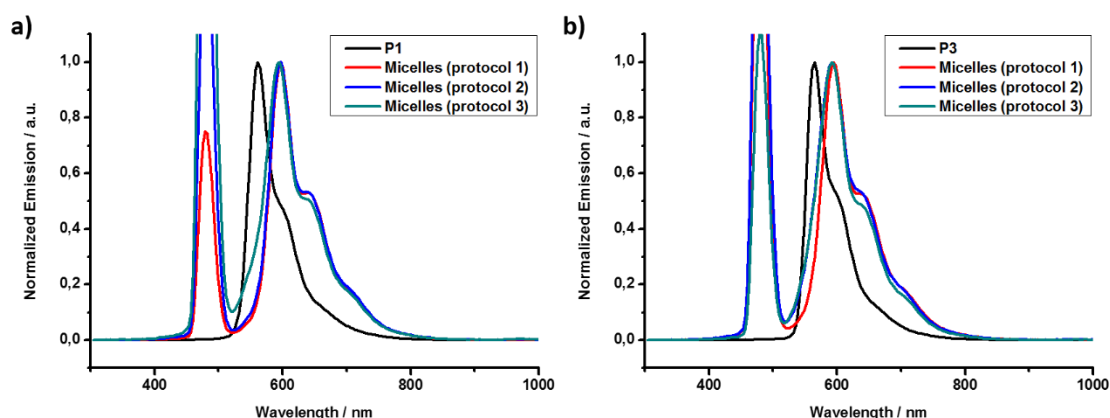 a)
Normalized Emission / a.u.
1,0
0,8
0,6
0,4
0,2
0,0
400
600
800
1000
Wavelength / nm
P1
Micelles (protocol 1)
Micelles (protocol 2)
Micelles (protocol 3)
b)
Normalized Emission / a.u.
1,0
0,8
0,6
0,4
0,2
0,0
400
600
800
1000
Wavelength / nm
P3
Micelles (protocol 1)
Micelles (protocol 2)
Micelles (protocol 3)